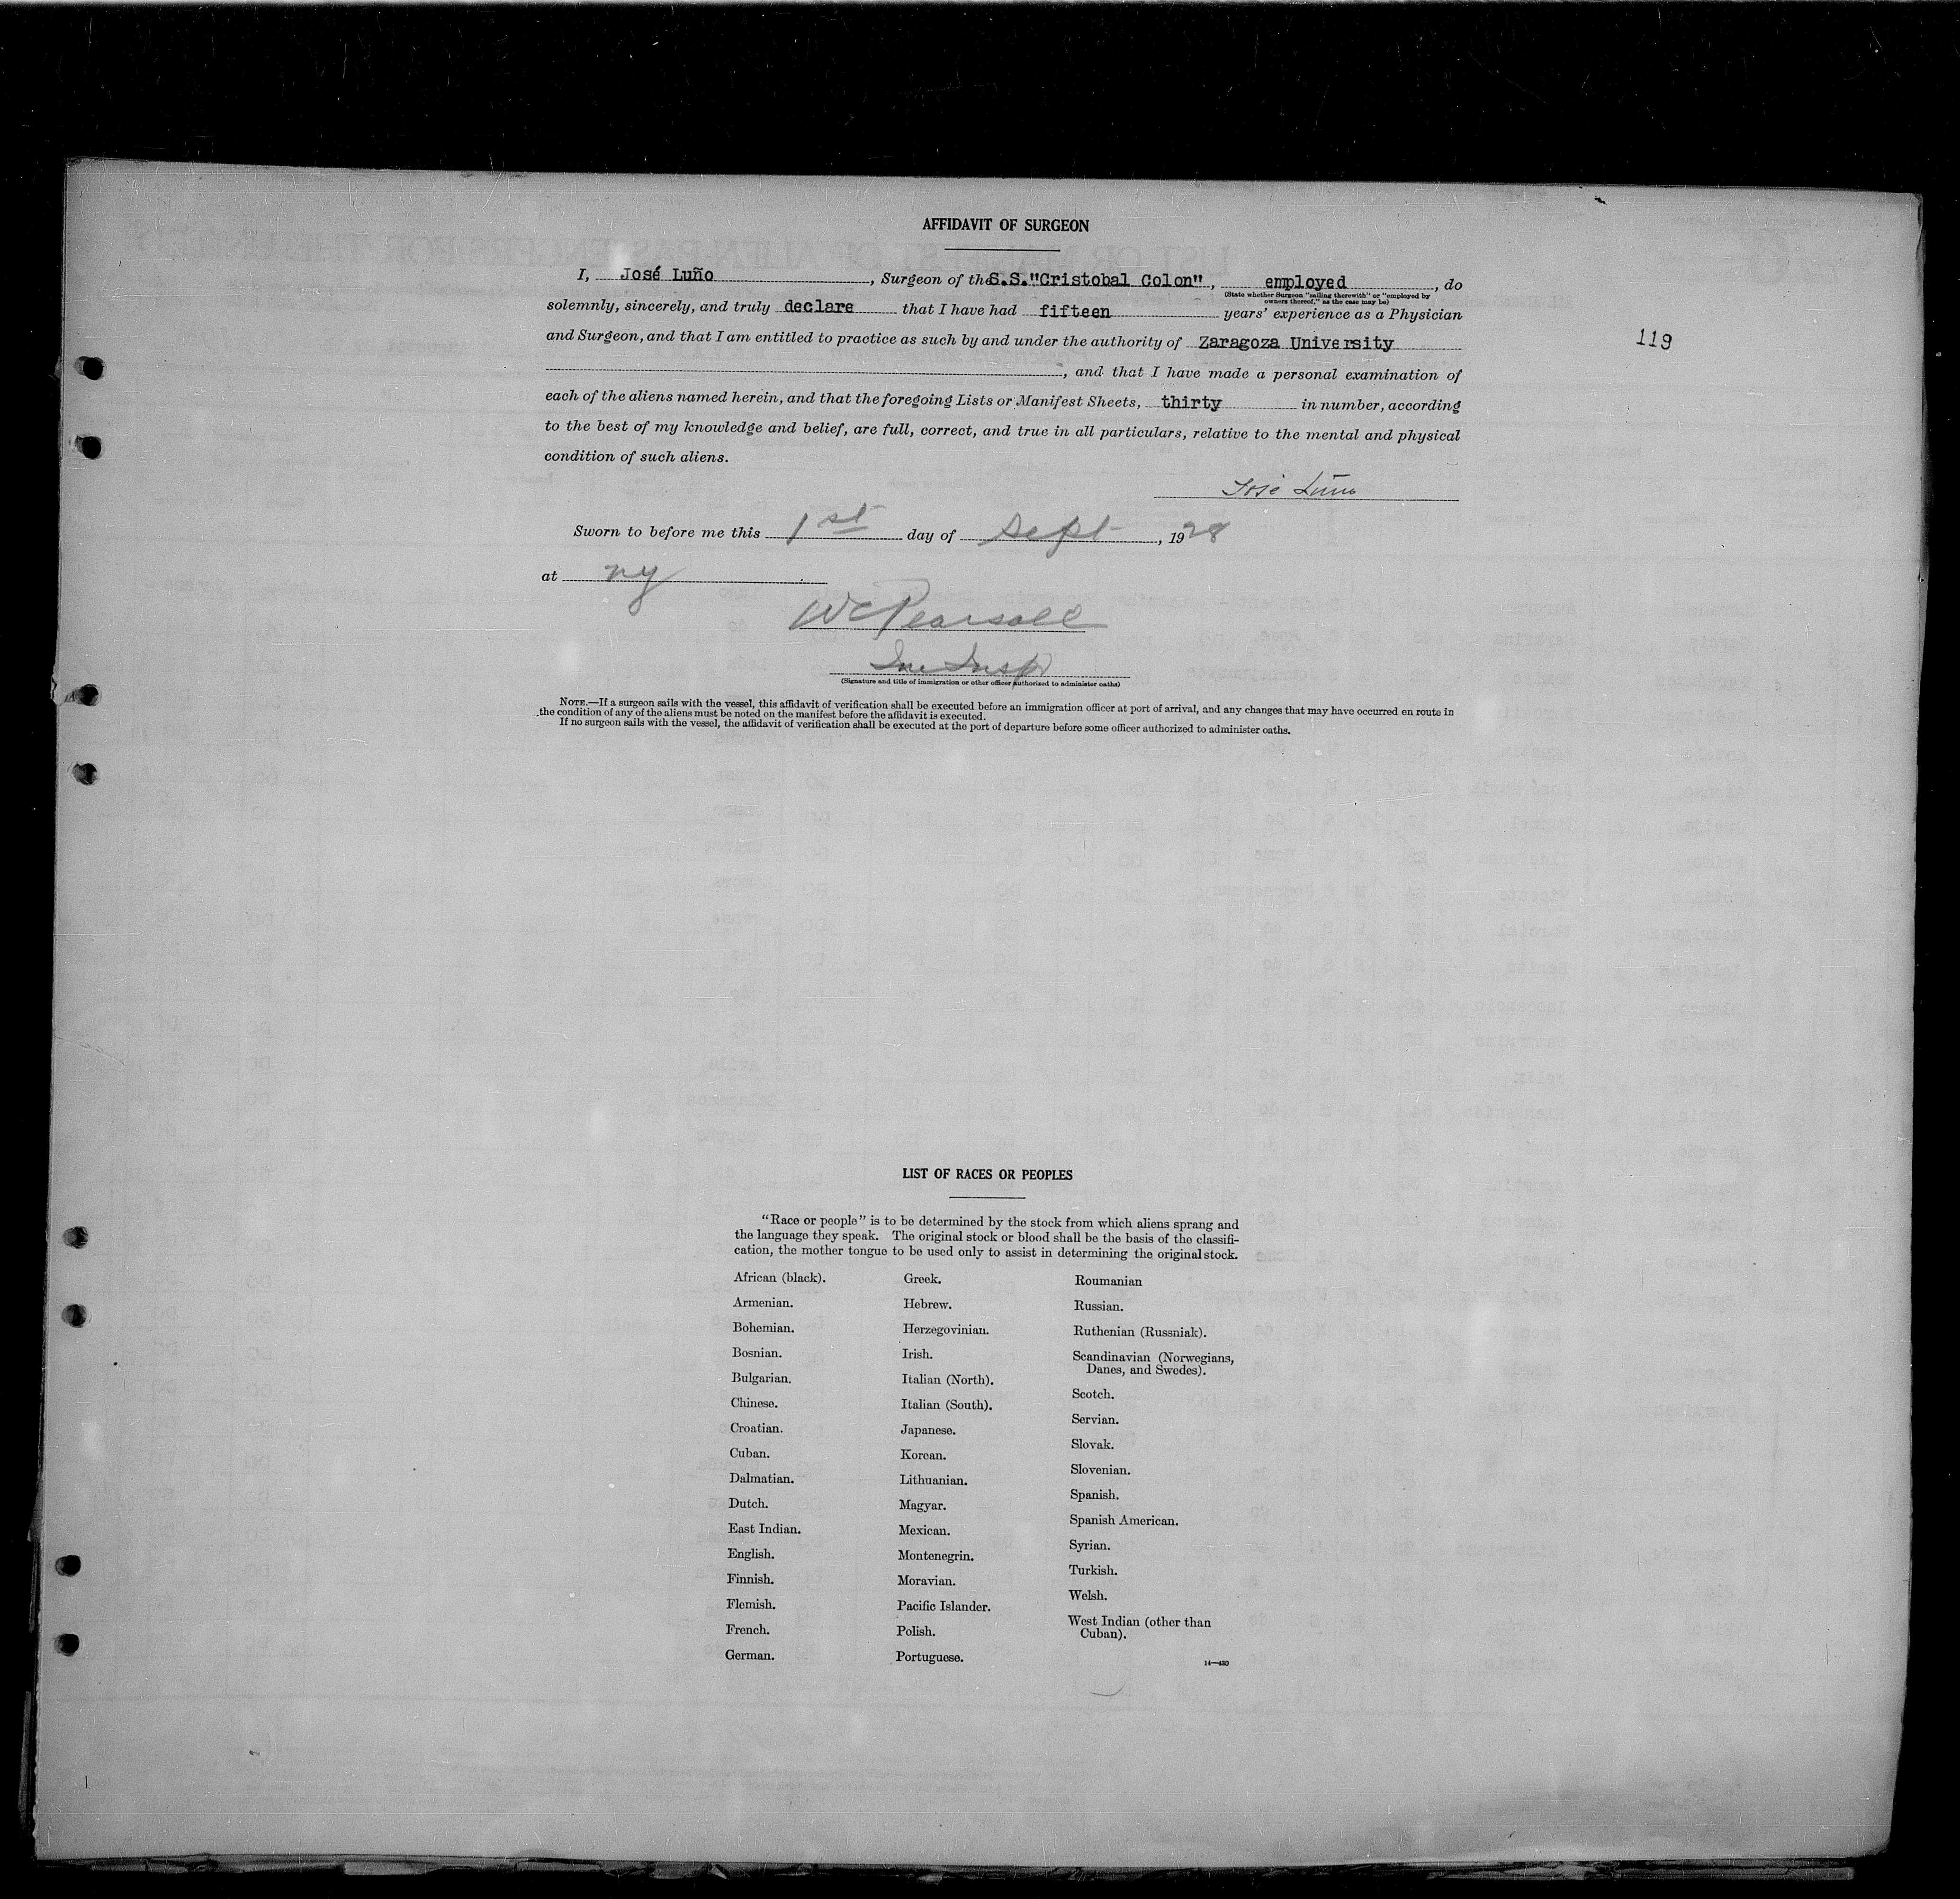 AFFIDAVIT OF SURGEON
I, José Luño, Surgeon of the S.S."Cristobal Colon", employed, do
(State whether Surgeon "sailing therewith" or "employed by
owners thereof," as the case may be)
solemnly, sincerely, and truly declare that I have had fifteen years' experience as a Physician
and Surgeon, and that I am entitled to practice as such by and under the authority of Zaragoza University
119
, and that I have made a personal examination of
each of the aliens named herein, and that the foregoing Lists or Manifest Sheets, thirty in number, according
to the best of my knowledge and belief, are full, correct, and true in all particulars, relative to the mental and physical
condition of such aliens.
José Luño
Sworn to before me this 1st day of Sept, 1928
at ny
WC Pearsall
Im Insp
(Signature and title of immigration or other officer authorized to administer oaths)
NOTE.—If a surgeon sails with the vessel, this affidavit of verification shall be executed before an immigration officer at port of arrival, and any changes that may have occurred en route in
the condition of any of the aliens must be noted on the manifest before the affidavit is executed.
If no surgeon sails with the vessel, the affidavit of verification shall be executed at the port of departure before some officer authorized to administer oaths.
LIST OF RACES OR PEOPLES
"Race or people" is to be determined by the stock from which aliens sprang and
the language they speak. The original stock or blood shall be the basis of the classifi-
cation, the mother tongue to be used only to assist in determining the original stock.
African (black).
Armenian.
Bohemian.
Bosnian.
Bulgarian.
Chinese.
Croatian.
Cuban.
Dalmatian.
Dutch.
East Indian.
English.
Finnish.
Flemish.
French.
German.
Greek.
Hebrew.
Herzegovinian.
Irish.
Italian (North).
Italian (South).
Japanese.
Korean.
Lithuanian.
Magyar.
Mexican.
Montenegrin.
Moravian.
Pacific Islander.
Polish.
Portuguese.
Roumanian
Russian.
Ruthenian (Russniak).
Scandinavian (Norwegians,
Danes, and Swedes).
Scotch.
Servian.
Slovak.
Slovenian.
Spanish.
Spanish American.
Syrian.
Turkish.
Welsh.
West Indian (other than
Cuban).
14—430